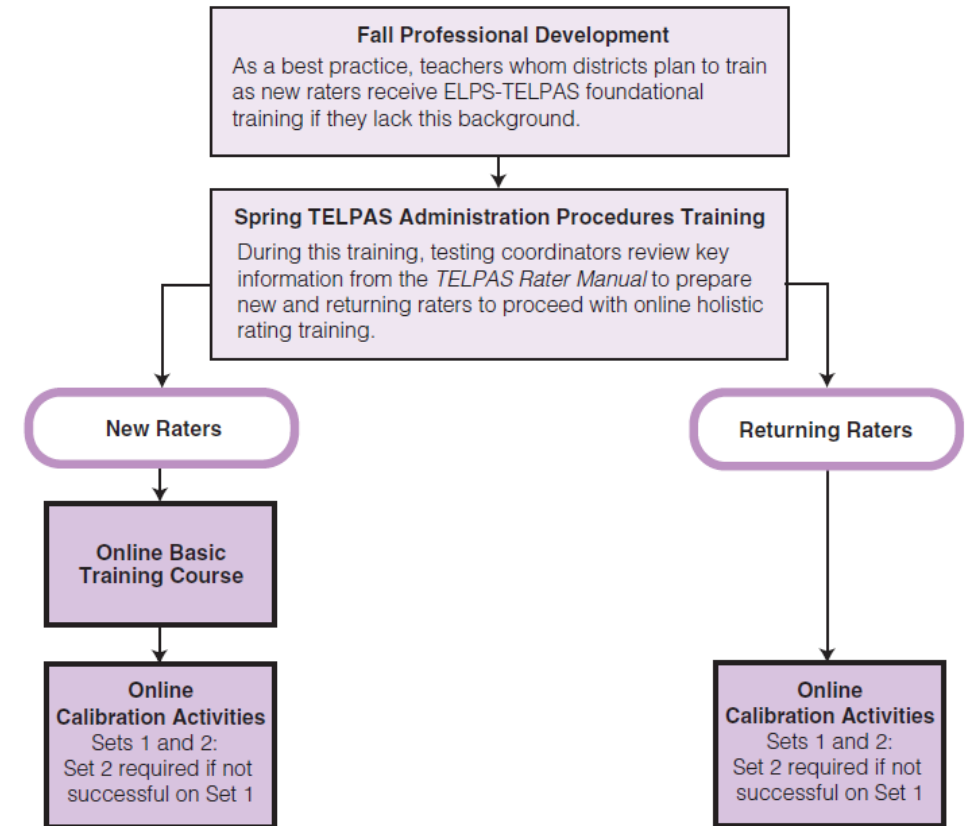 Fall Professional Development
As a best practice, teachers whom districts plan to train
as new raters receive ELPS-TELPAS foundational
training if they lack this background.
Spring TELPAS Administration Procedures Training
During this training, testing coordinators review key
information from the TELPAS Rater Manual to prepare
new and returning raters to proceed with online holistic
rating training.
New Raters
Returning Raters
Online Basic
Training Course
Online
Calibration Activities
Sets 1 and 2:
Set 2 required if not
successful on Set 1
Online
Calibration Activities
Sets 1 and 2:
Set 2 required if not
successful on Set 1